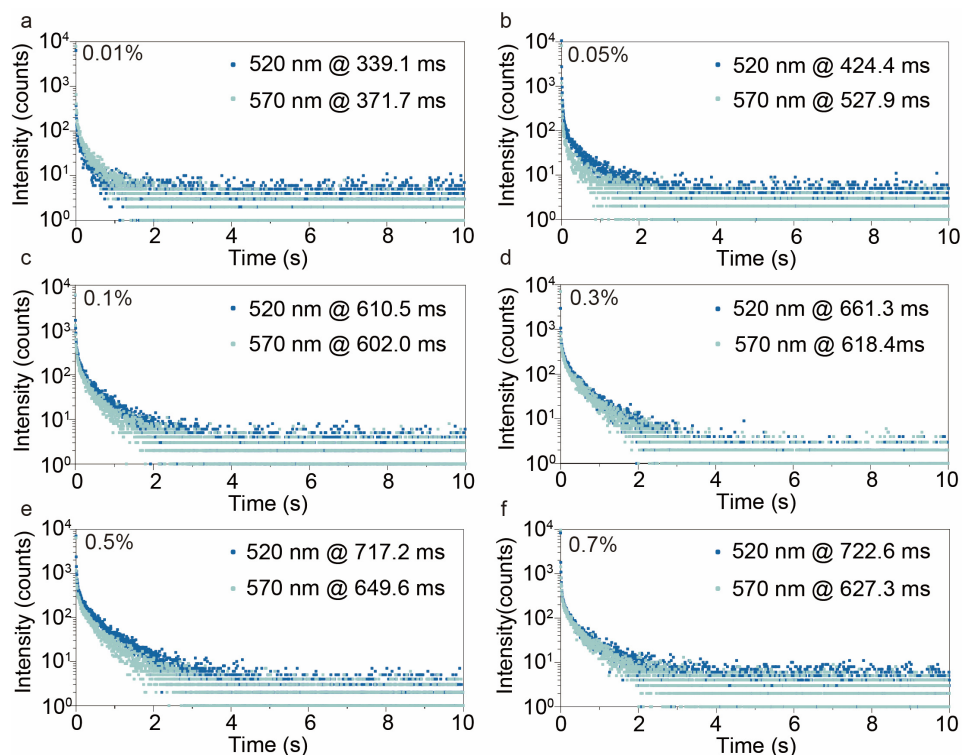 a
Intensity (counts)
10⁴
10³
10²
10¹
10⁰
0.01%
520 nm @ 339.1 ms
570 nm @ 371.7 ms
0 2 4 6 8 10
Time (s)
b
Intensity (counts)
10⁴
10³
10²
10¹
10⁰
0.05%
520 nm @ 424.4 ms
570 nm @ 527.9 ms
0 2 4 6 8 10
Time (s)
c
Intensity (counts)
10⁴
10³
10²
10¹
10⁰
0.1%
520 nm @ 610.5 ms
570 nm @ 602.0 ms
0 2 4 6 8 10
Time (s)
d
Intensity (counts)
10⁴
10³
10²
10¹
10⁰
0.3%
520 nm @ 661.3 ms
570 nm @ 618.4ms
0 2 4 6 8 10
Time (s)
e
Intensity (counts)
10⁴
10³
10²
10¹
10⁰
0.5%
520 nm @ 717.2 ms
570 nm @ 649.6 ms
0 2 4 6 8 10
Time (s)
f
Intensity(counts)
10⁴
10³
10²
10¹
10⁰
0.7%
520 nm @ 722.6 ms
570 nm @ 627.3 ms
0 2 4 6 8 10
Time (s)